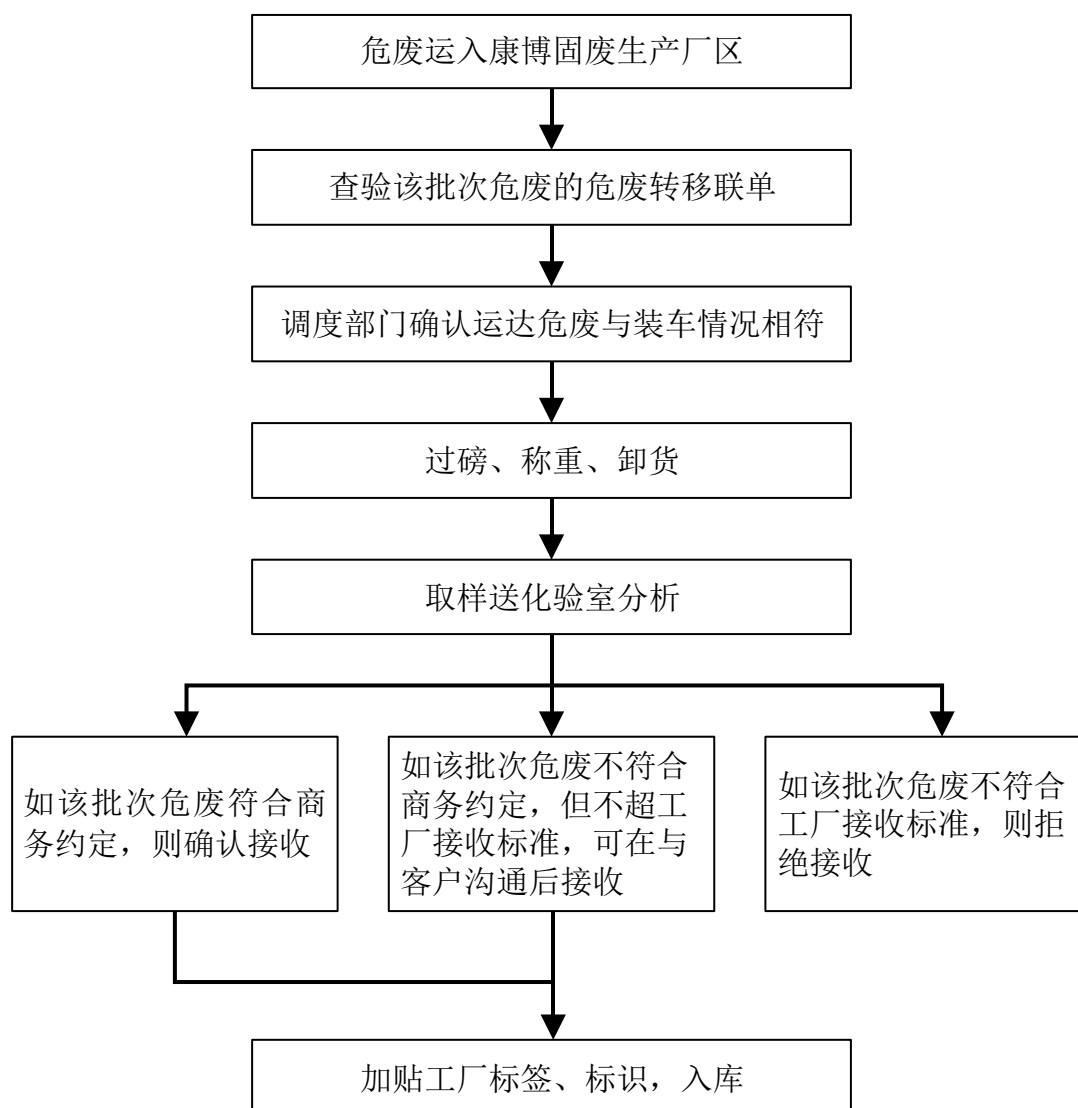 危废运入康博固废生产厂区
查验该批次危废的危废转移联单
调度部门确认运达危废与装车情况相符
过磅、称重、卸货
取样送化验室分析
如该批次危废符合商
务约定，则确认接收
如该批次危废不符合
商务约定，但不超工
厂接收标准，可在与
客户沟通后接收
如该批次危废不符合
工厂接收标准，则拒
绝接收
加贴工厂标签、标识，入库